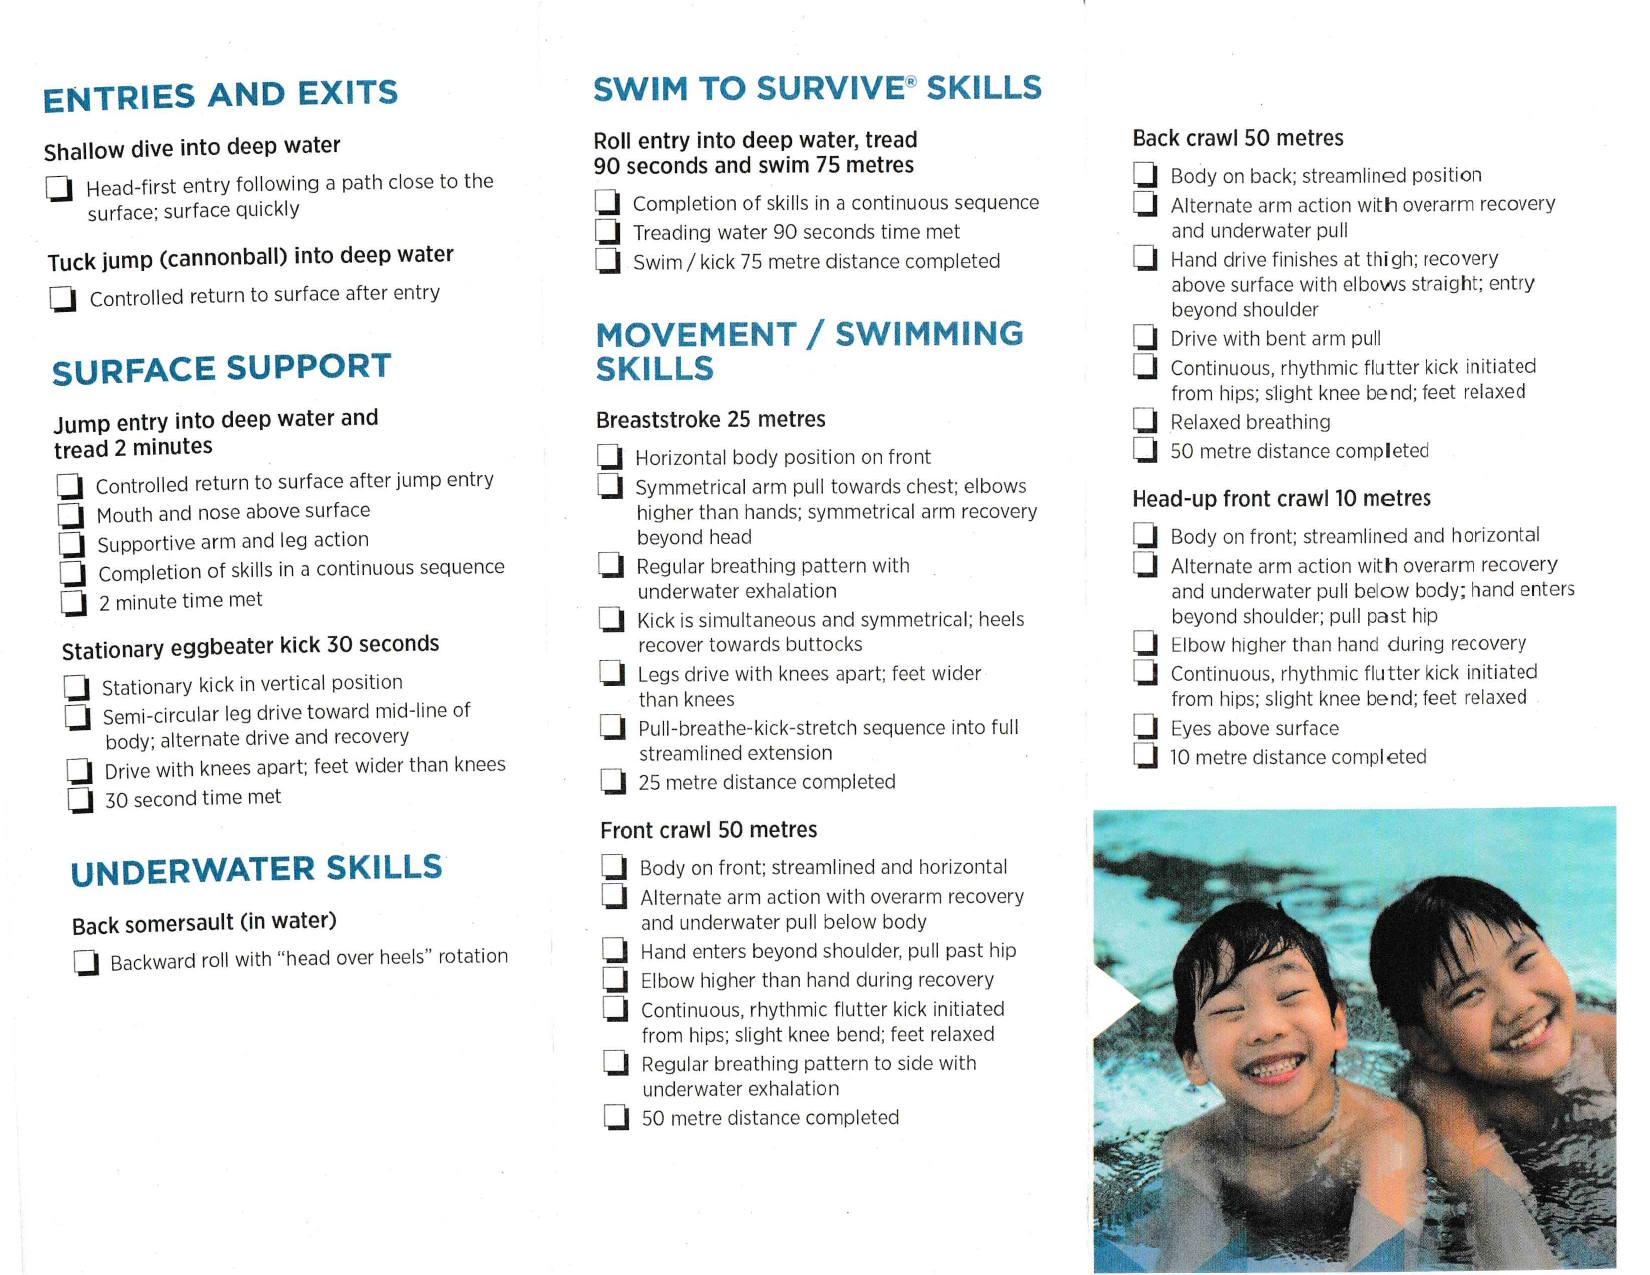 ENTRIES AND EXITS
Shallow dive into deep water
Head-first entry following a path close to the
surface; surface quickly
Tuck jump (cannonball) into deep water
Controlled return to surface after entry
SURFACE SUPPORT
Jump entry into deep water and
tread 2 minutes
Controlled return to surface after jump entry
Mouth and nose above surface
Supportive arm and leg action
Completion of skills in a continuous sequence
2 minute time met
Stationary eggbeater kick 30 seconds
Stationary kick in vertical position
Semi-circular leg drive toward mid-line of
body; alternate drive and recovery
Drive with knees apart; feet wider than knees
30 second time met
UNDERWATER SKILLS
Back somersault (in water)
Backward roll with “head over heels” rotation
SWIM TO SURVIVE® SKILLS
Roll entry into deep water, tread
90 seconds and swim 75 metres
Completion of skills in a continuous sequence
Treading water 90 seconds time met
Swim / kick 75 metre distance completed
MOVEMENT / SWIMMING
SKILLS
Breaststroke 25 metres
Horizontal body position on front
Symmetrical arm pull towards chest; elbows
higher than hands; symmetrical arm recovery
beyond head
Regular breathing pattern with
underwater exhalation
Kick is simultaneous and symmetrical; heels
recover towards buttocks
Legs drive with knees apart; feet wider
than knees
Pull-breathe-kick-stretch sequence into full
streamlined extension
25 metre distance completed
Front crawl 50 metres
Body on front; streamlined and horizontal
Alternate arm action with overarm recovery
and underwater pull below body
Hand enters beyond shoulder, pull past hip
Elbow higher than hand during recovery
Continuous, rhythmic flutter kick initiated
from hips; slight knee bend; feet relaxed
Regular breathing pattern to side with
underwater exhalation
50 metre distance completed
Back crawl 50 metres
Body on back; streamlined position
Alternate arm action with overarm recovery
and underwater pull
Hand drive finishes at thigh; recovery
above surface with elbows straight; entry
beyond shoulder
Drive with bent arm pull
Continuous, rhythmic flutter kick initiated
from hips; slight knee bend; feet relaxed
Relaxed breathing
50 metre distance completed
Head-up front crawl 10 metres
Body on front; streamlined and horizontal
Alternate arm action with overarm recovery
and underwater pull below body; hand enters
beyond shoulder; pull past hip
Elbow higher than hand during recovery
Continuous, rhythmic flutter kick initiated
from hips; slight knee bend; feet relaxed
Eyes above surface
10 metre distance completed